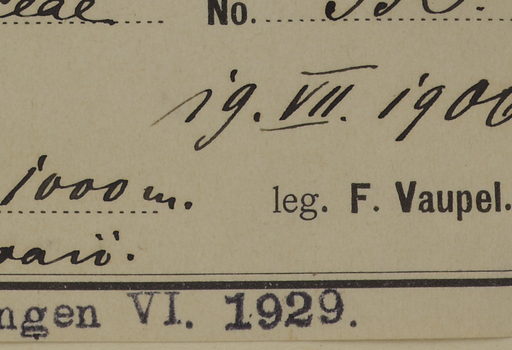 No.
19. VII. 190
1000 m. leg. F. Vaupel.
ngen VI. 1929.